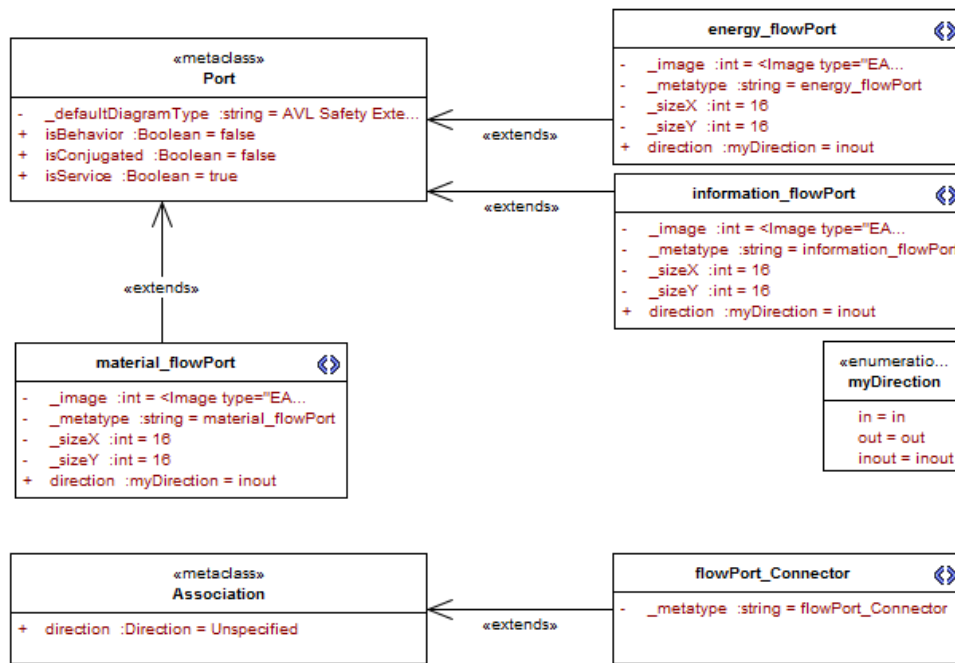 «metaclass»
Port
- _defaultDiagramType :string = AVL Safety Exte...
+ isBehavior :Boolean = false
+ isConjugated :Boolean = false
+ isService :Boolean = true
energy_flowPort
- _image :int = <Image type="EA...
- _metatype :string = energy_flowPort
- _sizeX :int = 16
- _sizeY :int = 16
+ direction :myDirection = inout
«extends»
information_flowPort
- _image :int = <Image type="EA...
- _metatype :string = information_flowPort
- _sizeX :int = 16
- _sizeY :int = 16
+ direction :myDirection = inout
«extends»
«extends»
material_flowPort
- _image :int = <Image type="EA...
- _metatype :string = material_flowPort
- _sizeX :int = 16
- _sizeY :int = 16
+ direction :myDirection = inout
«enumeratio...
myDirection
in = in
out = out
inout = inout
«metaclass»
Association
+ direction :Direction = Unspecified
«extends»
flowPort_Connector
- _metatype :string = flowPort_Connector